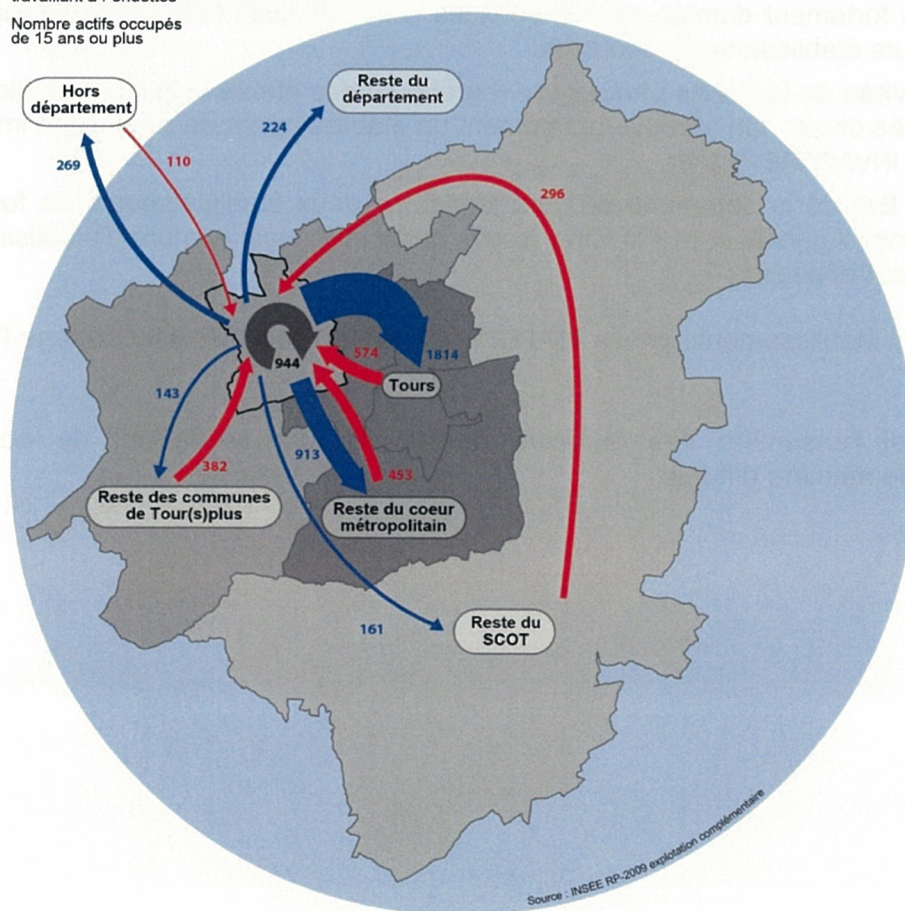 Nombre actifs occupés
de 15 ans ou plus
Hors
département
Reste du
département
224
269
110
296
944
574
1814
Tours
143
382
913
453
Reste des communes
de Tour(s)plus
Reste du coeur
métropolitain
161
Reste du
SCOT
Source : INSEE RP-2009 explotation complémentaire